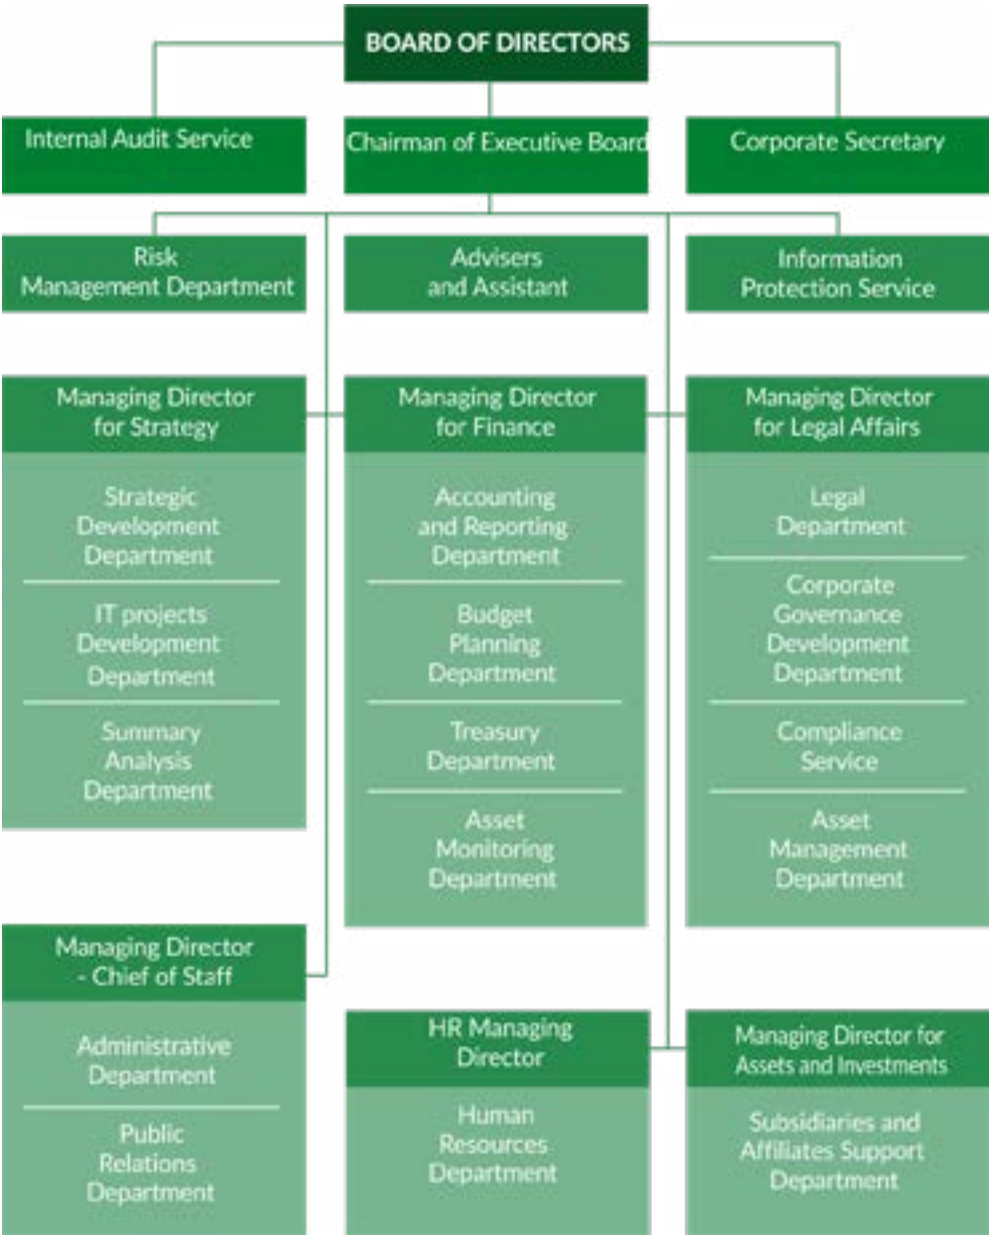 BOARD OF DIRECTORS
Internal Audit Service
Chairman of Executive Board
Corporate Secretary
Risk
Management Department
Advisers
and Assistant
Information
Protection Service
Managing Director
for Strategy
Strategic
Development
Department
IT projects
Development
Department
Summary
Analysis
Department
Managing Director
for Finance
Accounting
and Reporting
Department
Budget
Planning
Department
Treasury
Department
Asset
Monitoring
Department
Managing Director
for Legal Affairs
Legal
Department
Corporate
Governance
Development
Department
Compliance
Service
Asset
Management
Department
Managing Director
- Chief of Staff
Administrative
Department
Public
Relations
Department
HR Managing
Director
Human
Resources
Department
Managing Director for
Assets and Investments
Subsidiaries and
Affiliates Support
Department